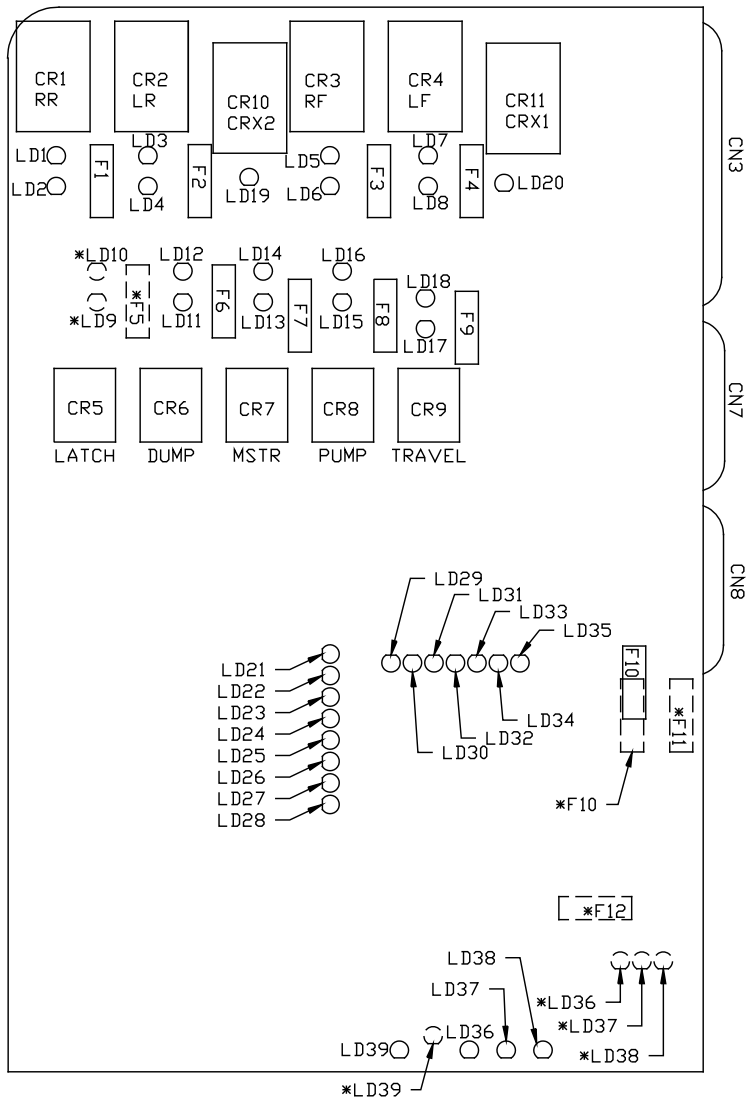 CR1
RR
CR2
LR
CR10
CRX2
CR3
RF
CR4
LF
CR11
CRX1
CN3
LD1
LD2
F1
LD3
LD4
F2
LD19
LD5
LD6
F3
LD7
LD8
F4
LD20
*LD10
*LD9
*F5
LD12
LD11
F6
LD14
LD13
F7
LD16
LD15
F8
LD18
LD17
F9
CN7
CR5
LATCH
CR6
DUMP
CR7
MSTR
CR8
PUMP
CR9
TRAVEL
CN8
LD29
LD31
LD33
LD35
LD21
LD22
LD23
LD24
LD25
LD26
LD27
LD28
LD34
LD32
LD30
F10
*F11
*F10
*F12
LD38
LD37
LD36
LD39
*LD39
*LD36
*LD37
*LD38